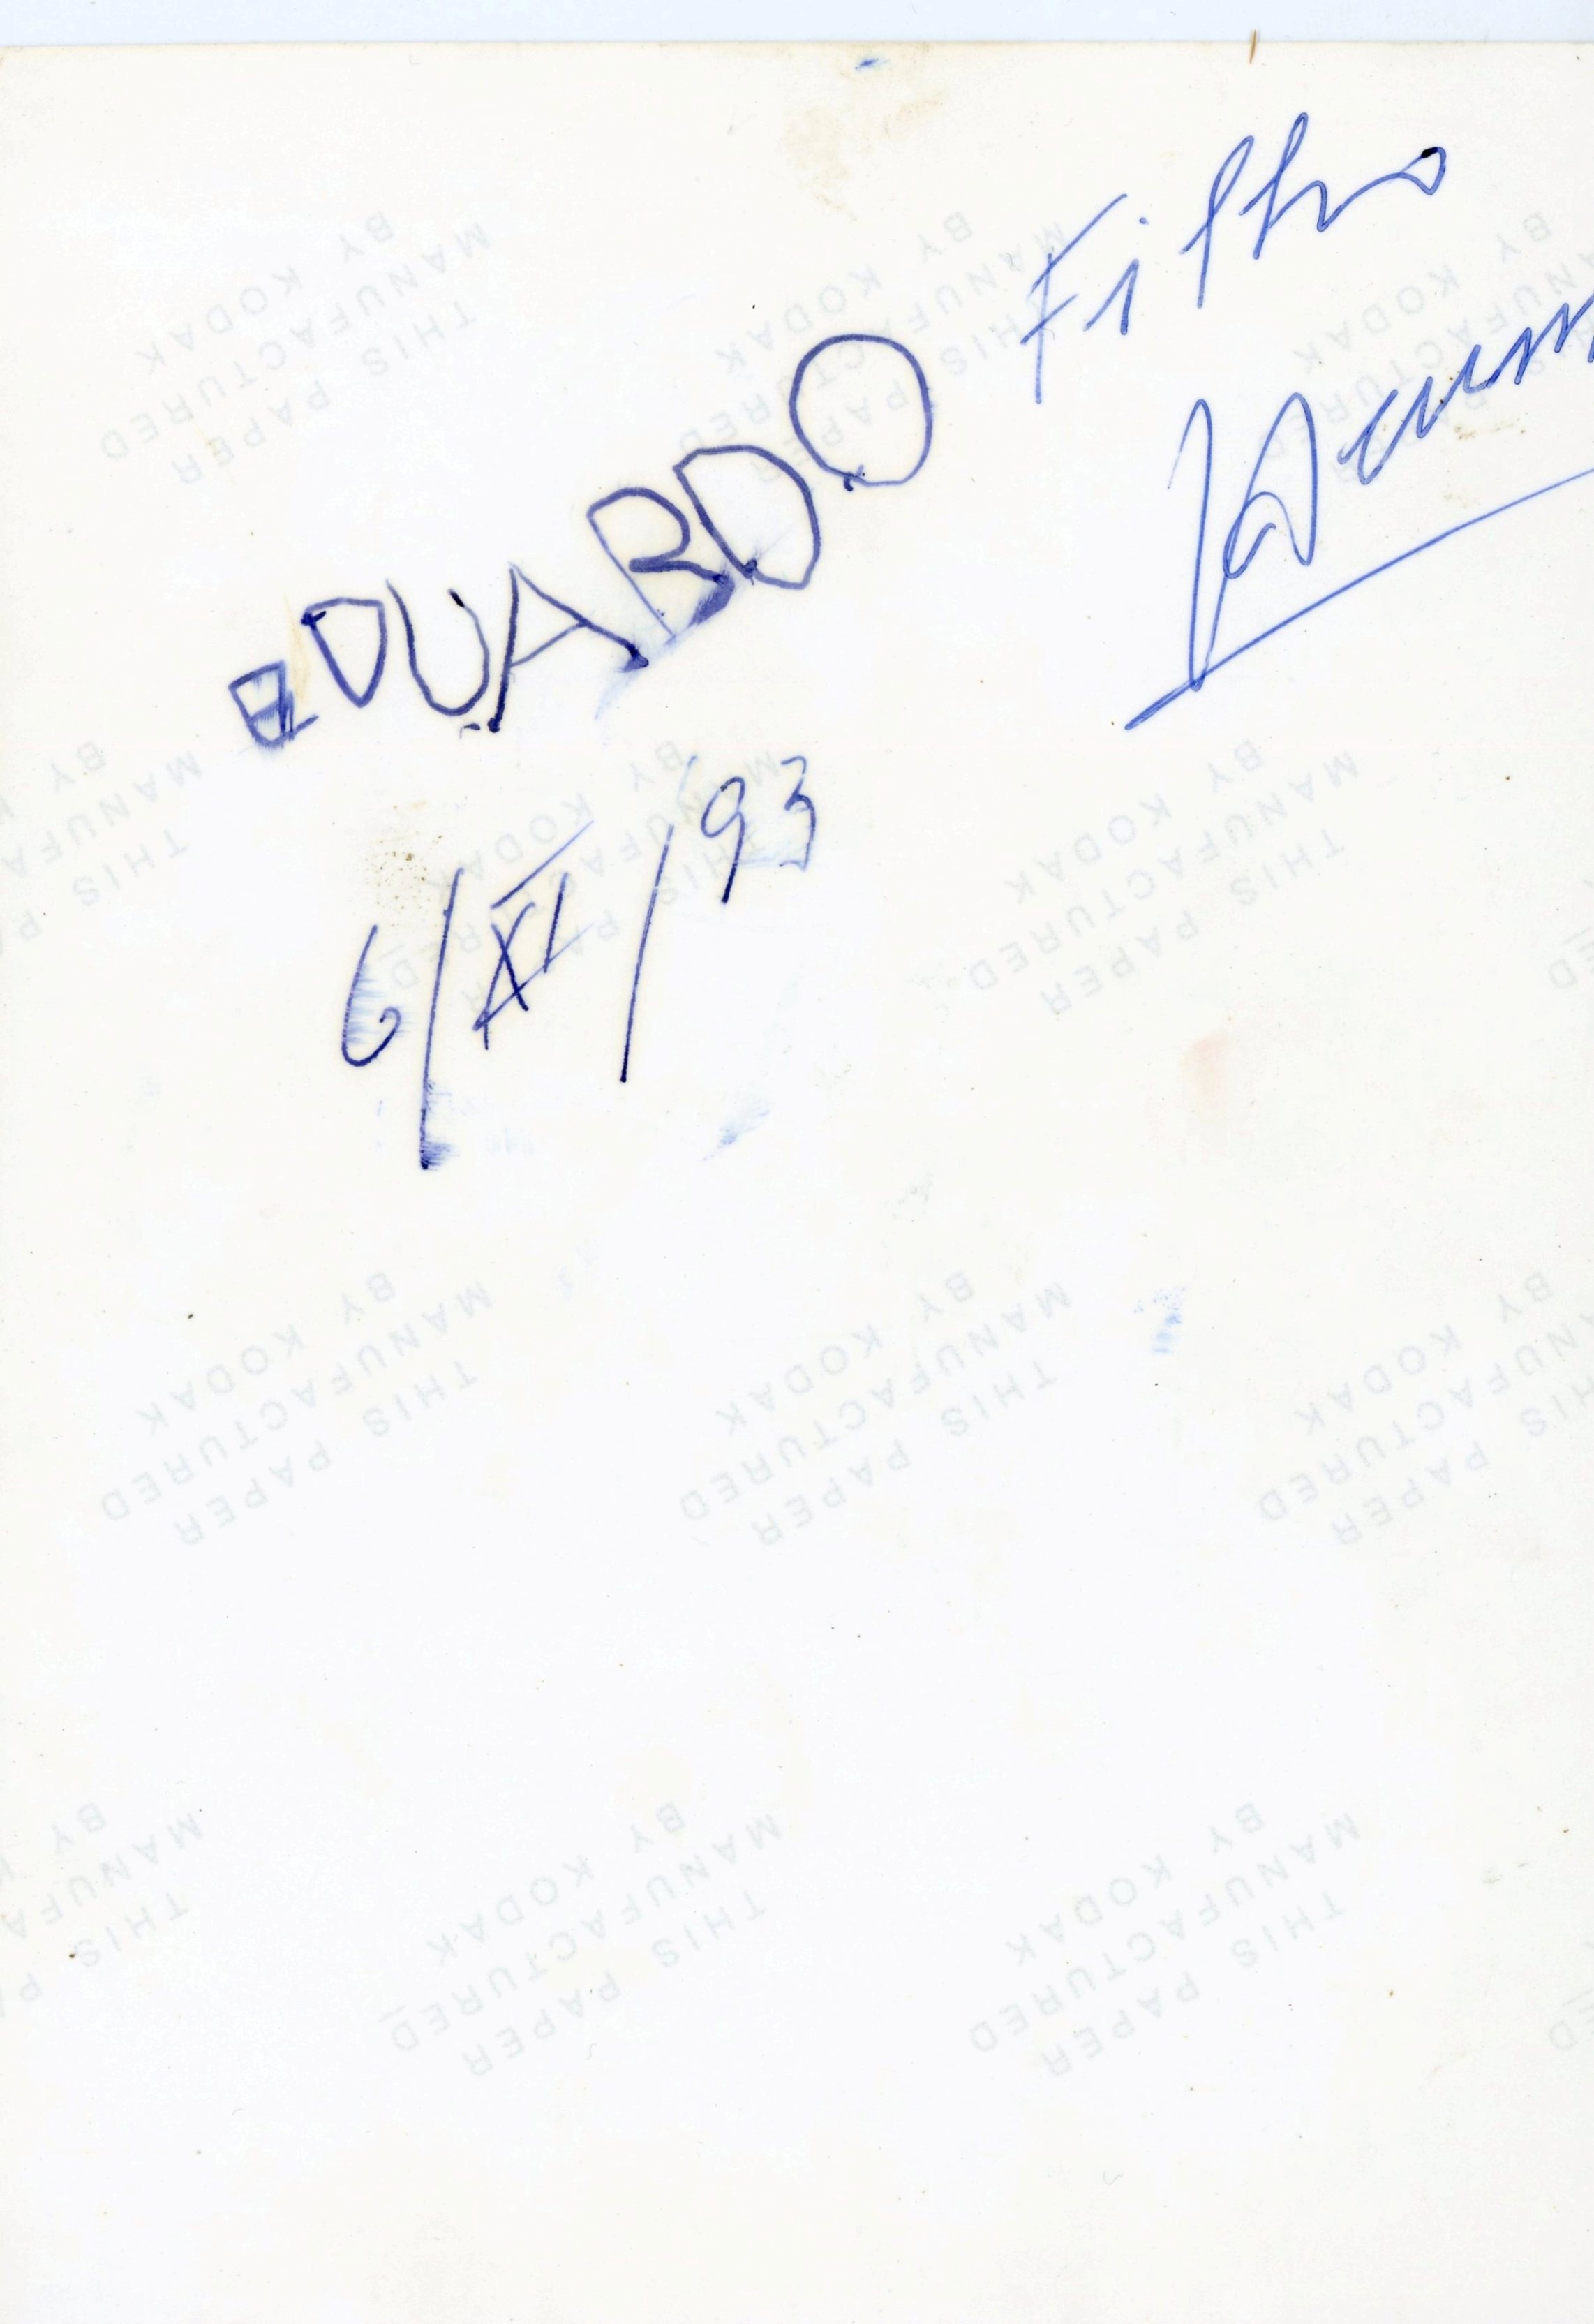 EDUARDO
Filho
6/XI/93
THIS PAPER
MANUFACTURED
BY KODAK